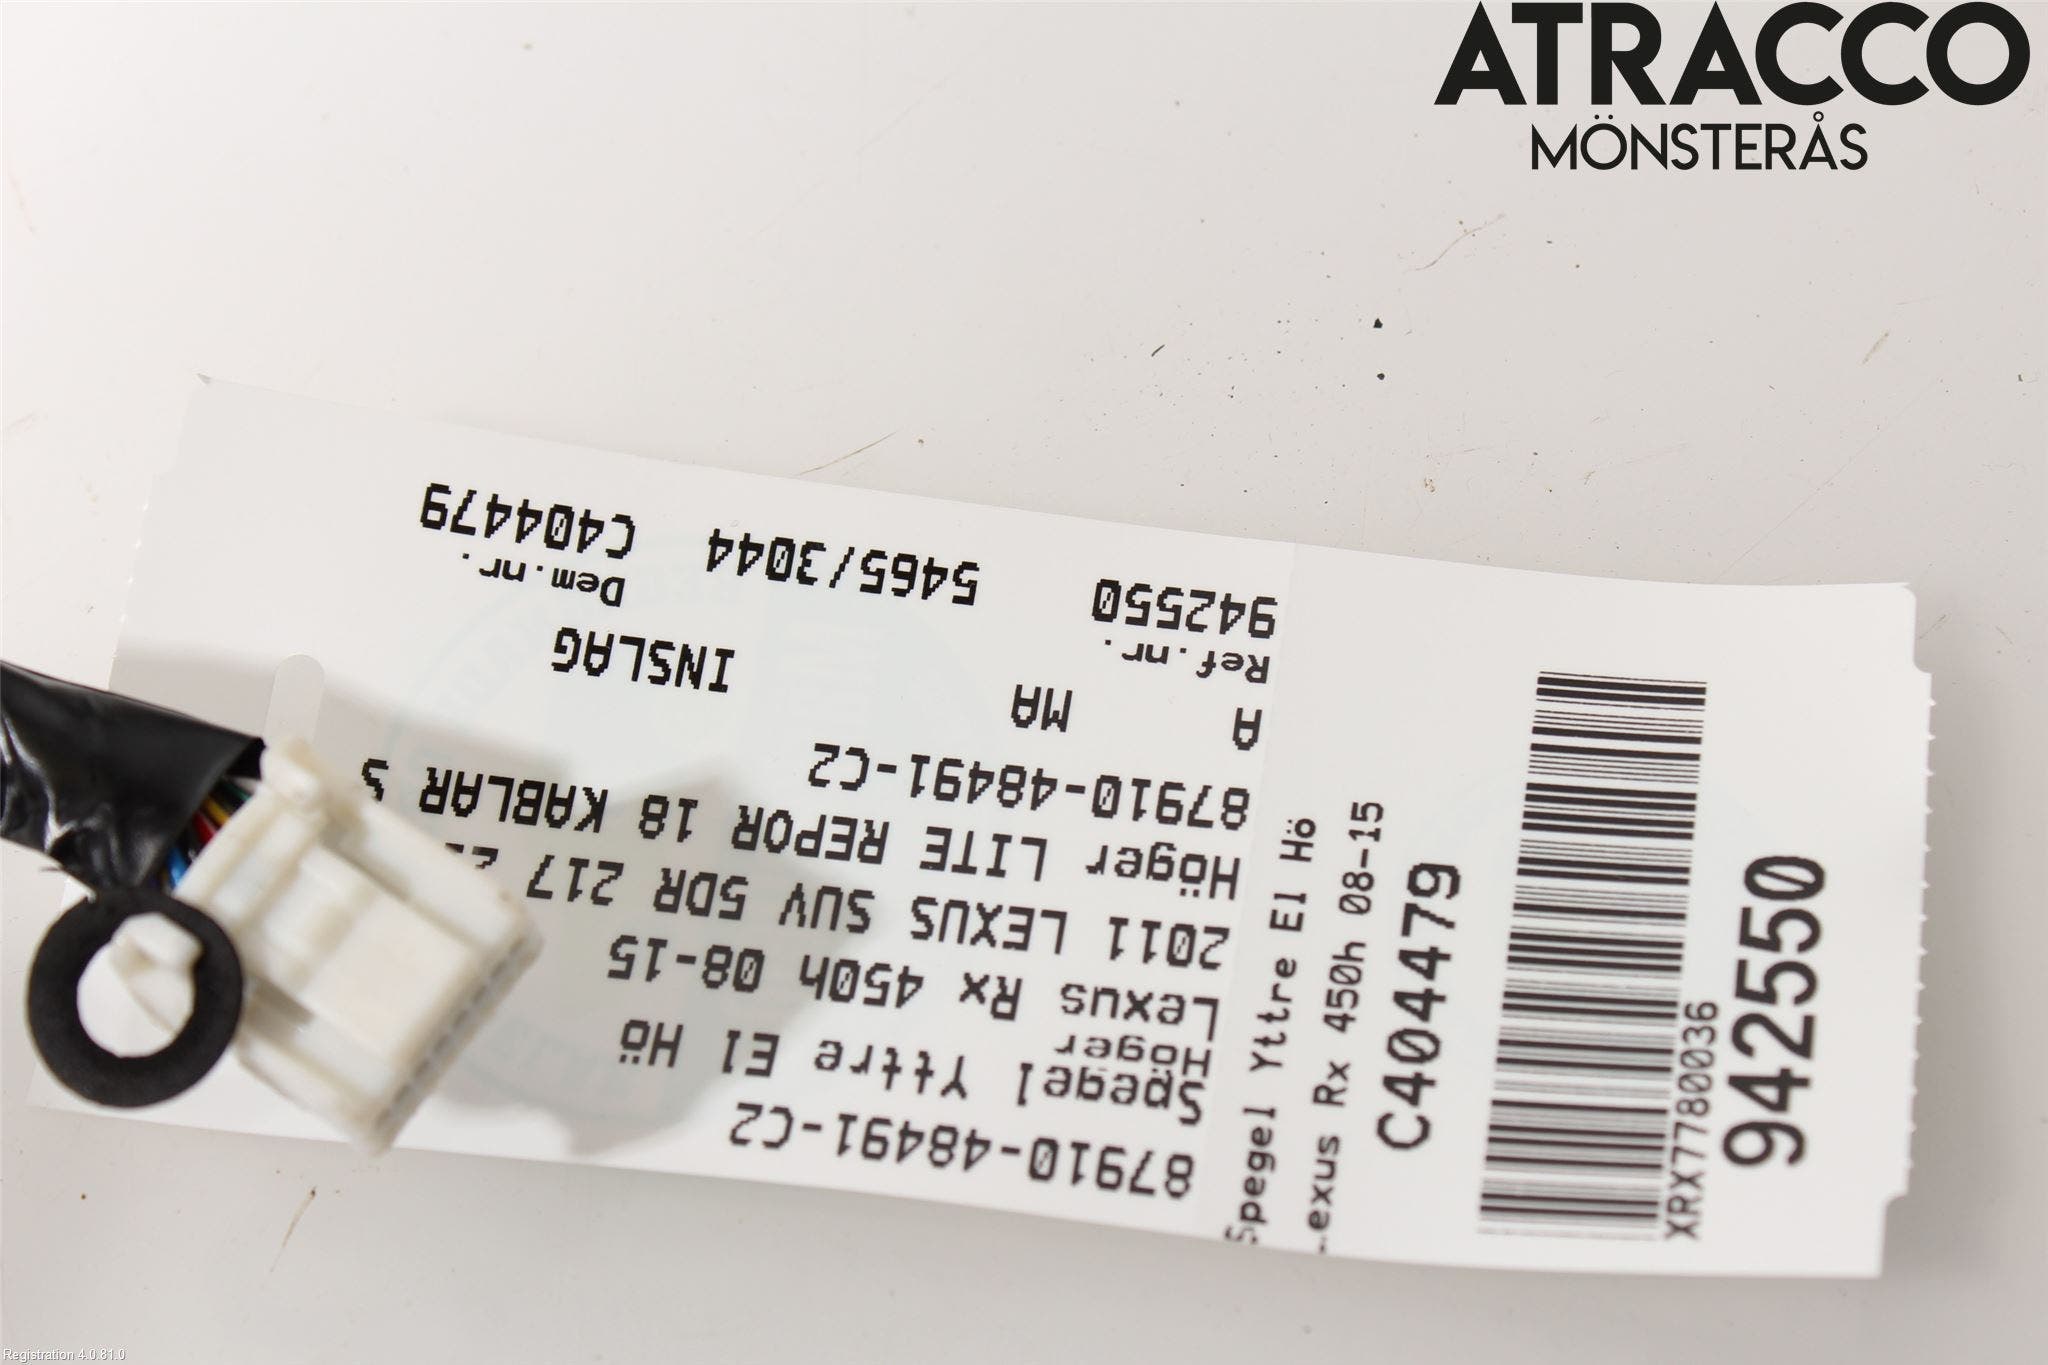 ATRACCO
MÖNSTERÅS
87910-48491-C2
Spegel Yttre El Hö
Höger
Lexus Rx 450h 08-15
2011 LEXUS SUV 5DR 217
Höger LITE REPOR 18 KABLAR S
87910-48491-C2
A MA INSLAG
Ref.nr. Dem.nr.
942550 5465/3044 C404479
Spegel Yttre El Hö
Lexus Rx 450h 08-15
C404479
XRX7780036
942550
Registration 4.0.81.0